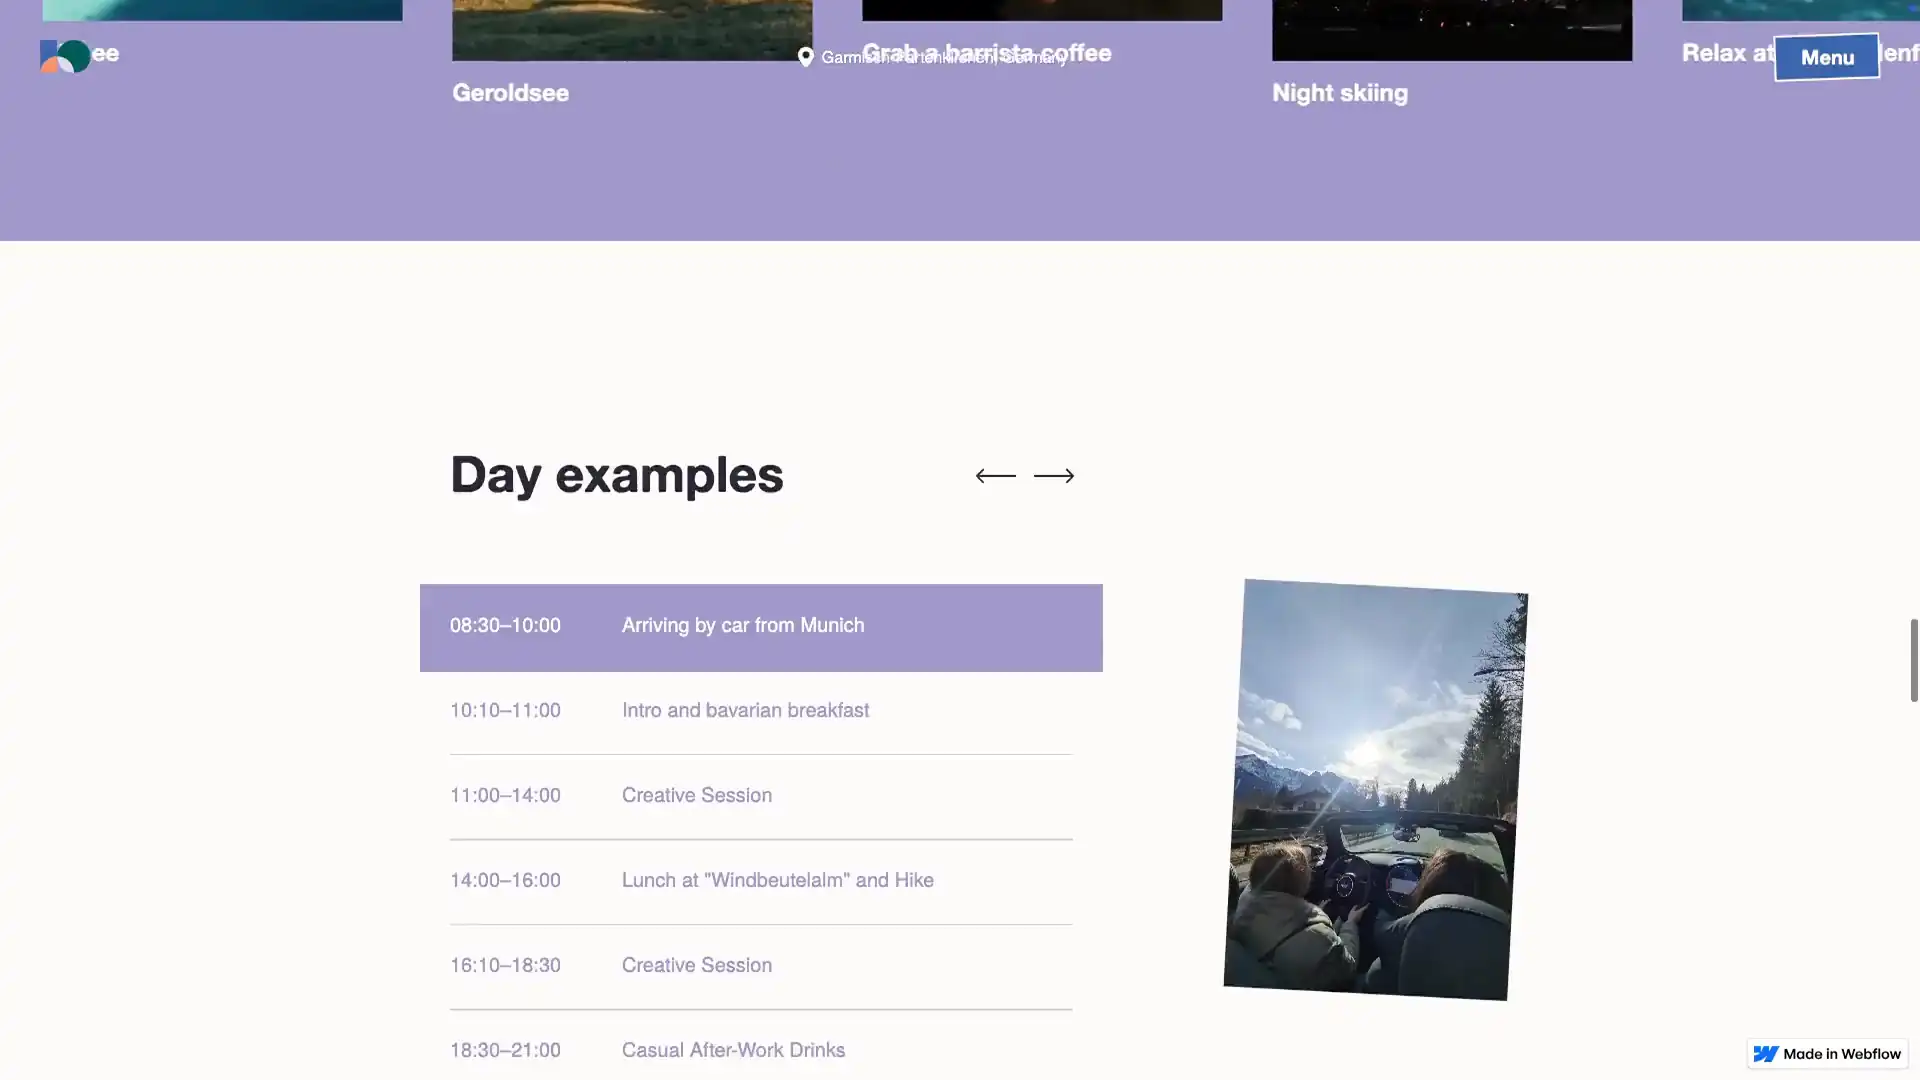 ee
Garmisch-Partenkirchen, Germany
Grab a barrista coffee
Relax at
Menu
lenf
Geroldsee
Night skiing
Day examples
08:30–10:00 Arriving by car from Munich
10:10–11:00 Intro and bavarian breakfast
11:00–14:00 Creative Session
14:00–16:00 Lunch at "Windbeutelalm" and Hike
16:10–18:30 Creative Session
18:30–21:00 Casual After-Work Drinks
Made in Webflow